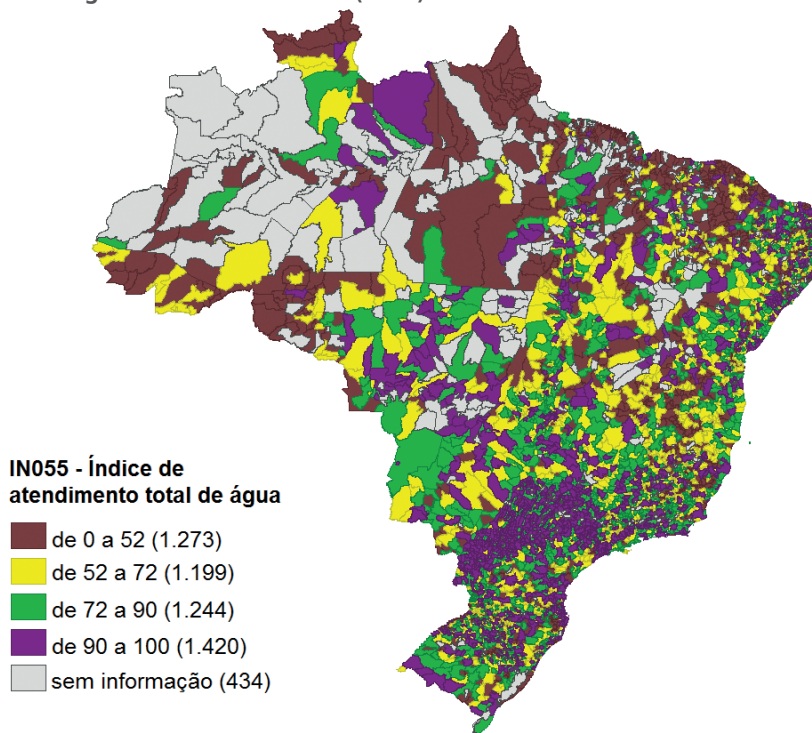 IN055 - Índice de
atendimento total de água
de 0 a 52 (1.273)
de 52 a 72 (1.199)
de 72 a 90 (1.244)
de 90 a 100 (1.420)
sem informação (434)